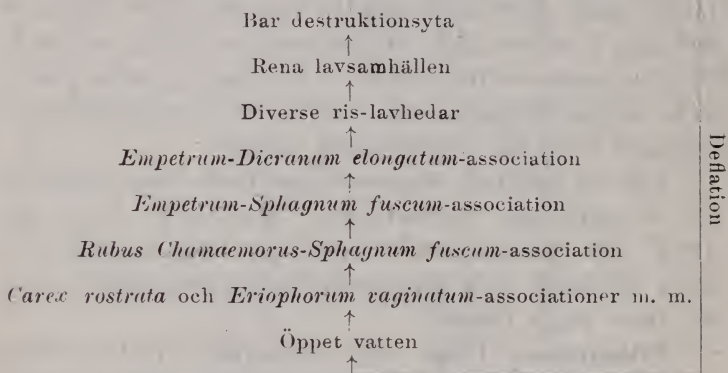 Bar destruktionsyta
↑
Rena lavsamhällen
↑
Diverse ris-lavhedar
↑
Empetrum-Dicranum elongatum-association
↑
Empetrum-Sphagnum fuscum-association
↑
Rubus Chamaemorus-Sphagnum fuscum-association
↑
Carex rostrata och Eriophorum vaginatum-associationer m. m.
↑
Öppet vatten
↑
Deflation